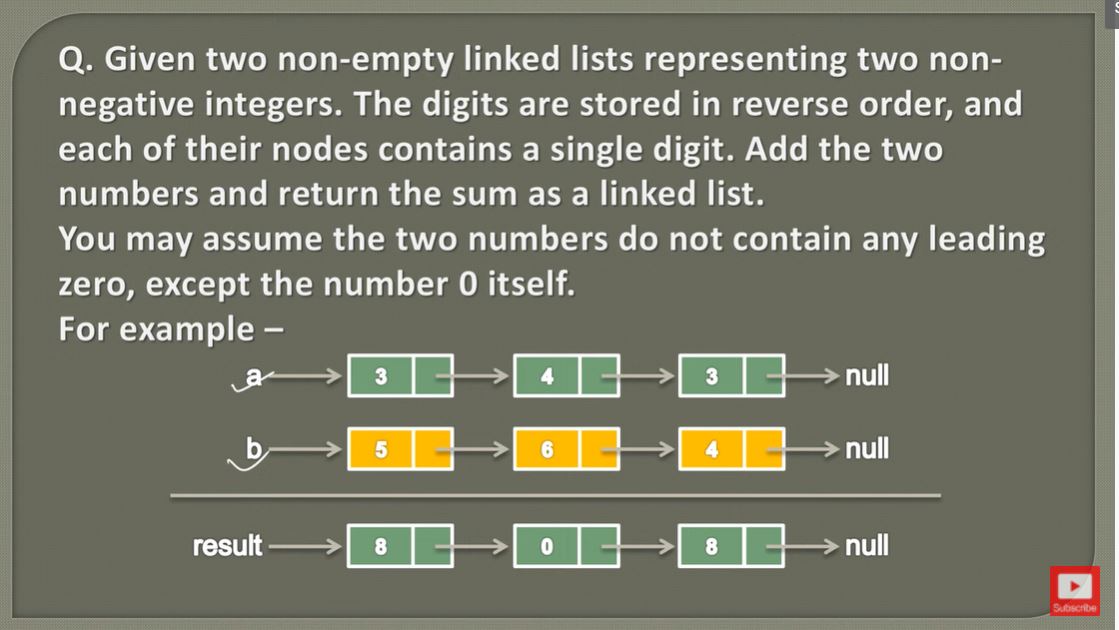 Q. Given two non-empty linked lists representing two non-
negative integers. The digits are stored in reverse order, and
each of their nodes contains a single digit. Add the two
numbers and return the sum as a linked list.
You may assume the two numbers do not contain any leading
zero, except the number 0 itself.
For example –
a 3 4 3 null
b 5 6 4 null
result 8 0 8 null
Subscribe